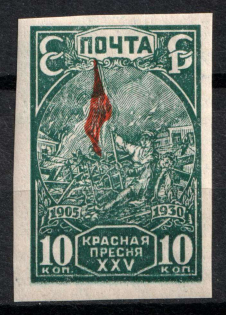 СССР
ПОЧТА
1905 1930
10 КОП.
КРАСНАЯ
ПРЕСНЯ
XXV
10 КОП.